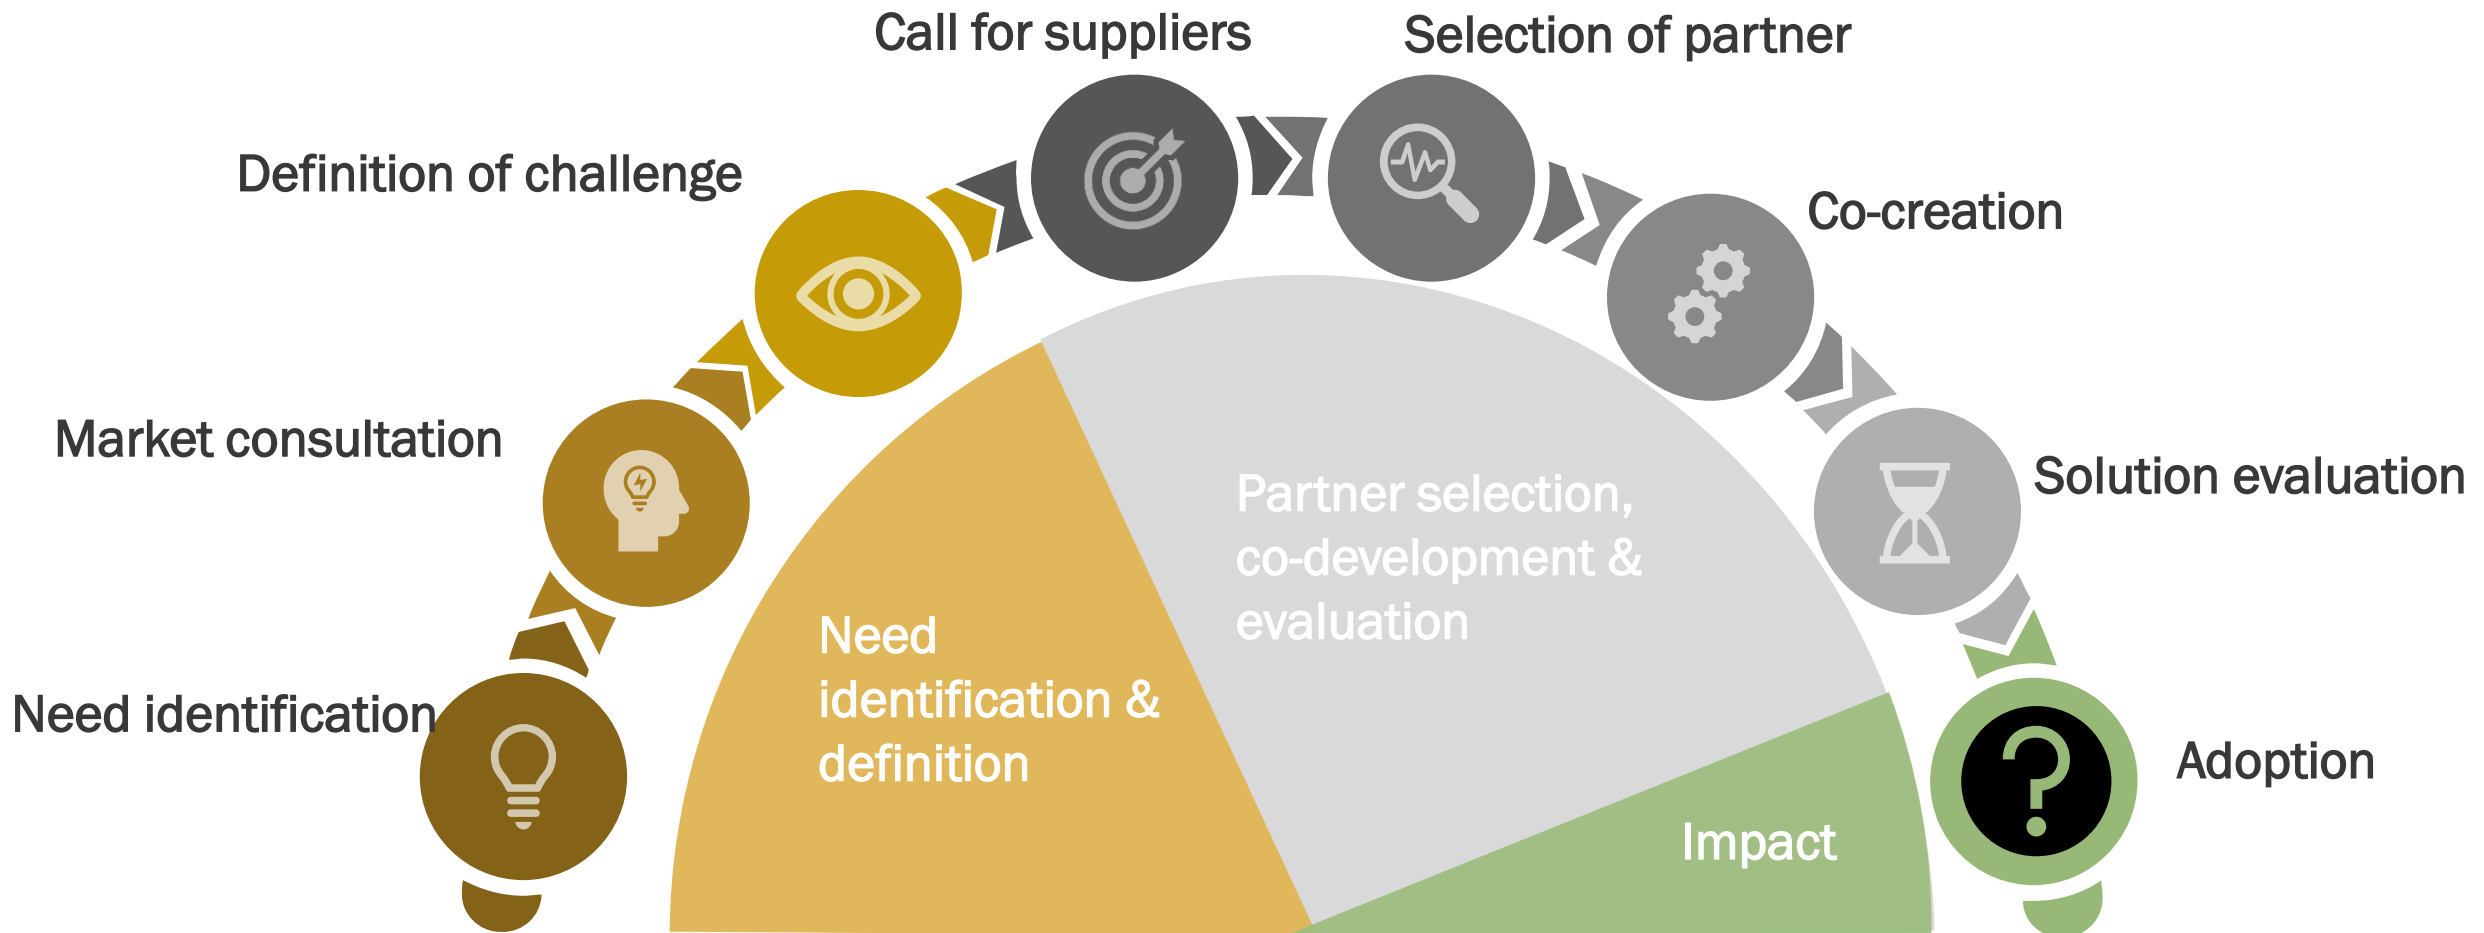 Call for suppliers
Selection of partner
Definition of challenge
Co-creation
Market consultation
Solution evaluation
Need identification
Adoption
Partner selection,
co-development &
evaluation
Need
identification &
definition
Impact
?